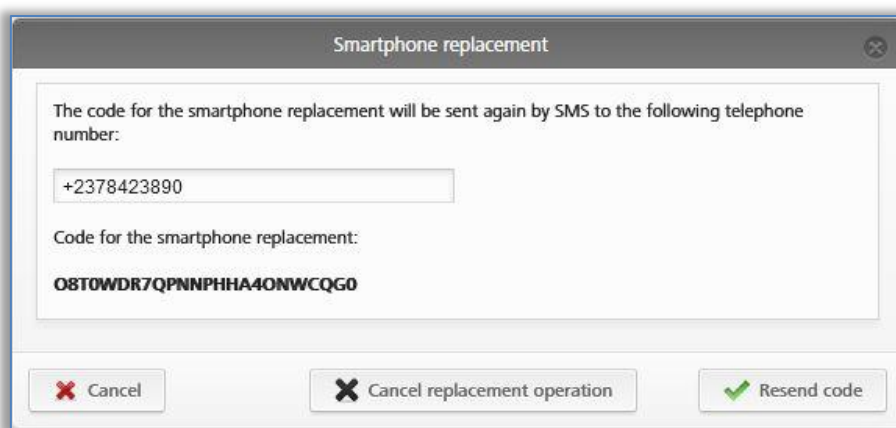 Smartphone replacement
The code for the smartphone replacement will be sent again by SMS to the following telephone
number:
+2378423890
Code for the smartphone replacement:
O8T0WDR7QPNNPHHA4ONWCQG0
Cancel
Cancel replacement operation
Resend code